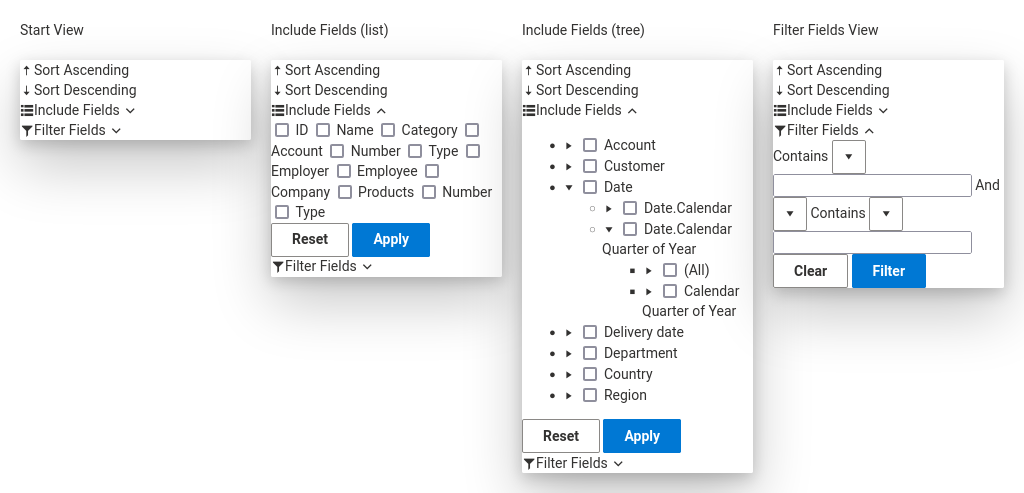 Start View
Sort Ascending
Sort Descending
Include Fields
Filter Fields
Include Fields (list)
Sort Ascending
Sort Descending
Include Fields
ID Name Category
Account Number Type
Employer Employee
Company Products Number
Type
Reset Apply
Filter Fields
Include Fields (tree)
Sort Ascending
Sort Descending
Include Fields
Account
Customer
Date
Date.Calendar
Date.Calendar
Quarter of Year
(All)
Calendar
Quarter of Year
Delivery date
Department
Country
Region
Reset Apply
Filter Fields
Filter Fields View
Sort Ascending
Sort Descending
Include Fields
Filter Fields
Contains
And
Contains
Clear Filter